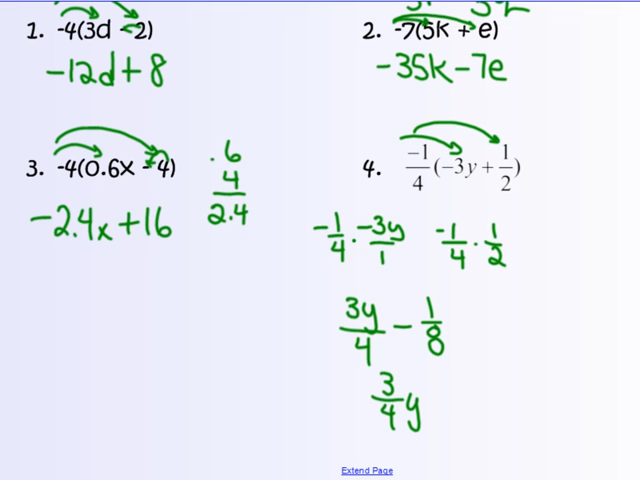 1. -4(3d - 2)
-12d + 8
2. -7(5k + e)
-35k - 7e
3. -4(0.6x - 4)
.6
4
2.4
-2.4x + 16
4. -1/4(-3y + 1/2)
-1/4 · -3y/1 -1/4 · 1/2
3y/4 - 1/8
3/4 y
Extend Page